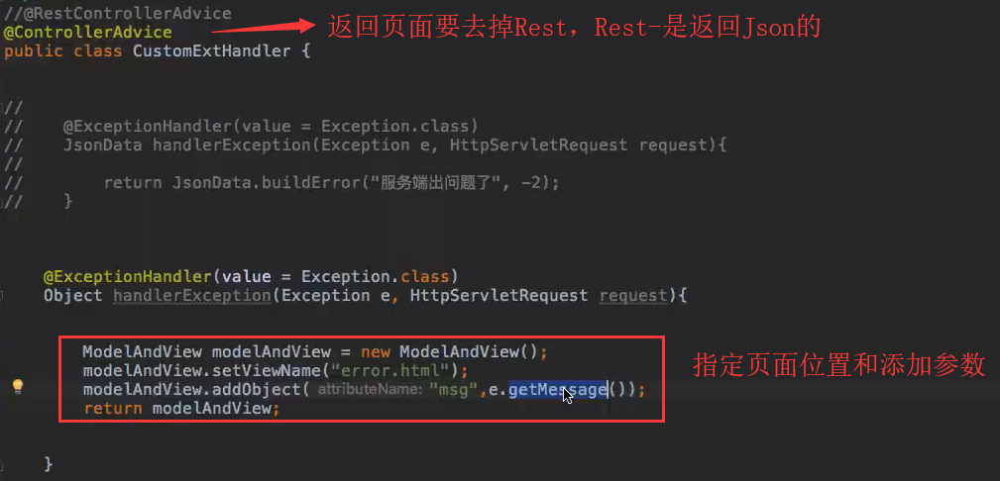 //@RestControllerAdvice
@ControllerAdvice
返回页面要去掉Rest，Rest-是返回Json的
public class CustomExtHandler {
//
//    @ExceptionHandler(value = Exception.class)
//    JsonData handlerException(Exception e, HttpServletRequest request){
//
//        return JsonData.buildError("服务端出问题了", -2);
//    }
@ExceptionHandler(value = Exception.class)
Object handlerException(Exception e, HttpServletRequest request){
ModelAndView modelAndView = new ModelAndView();
modelAndView.setViewName("error.html");
指定页面位置和添加参数
modelAndView.addObject( attributeName: "msg",e.getMessage());
return modelAndView;
}